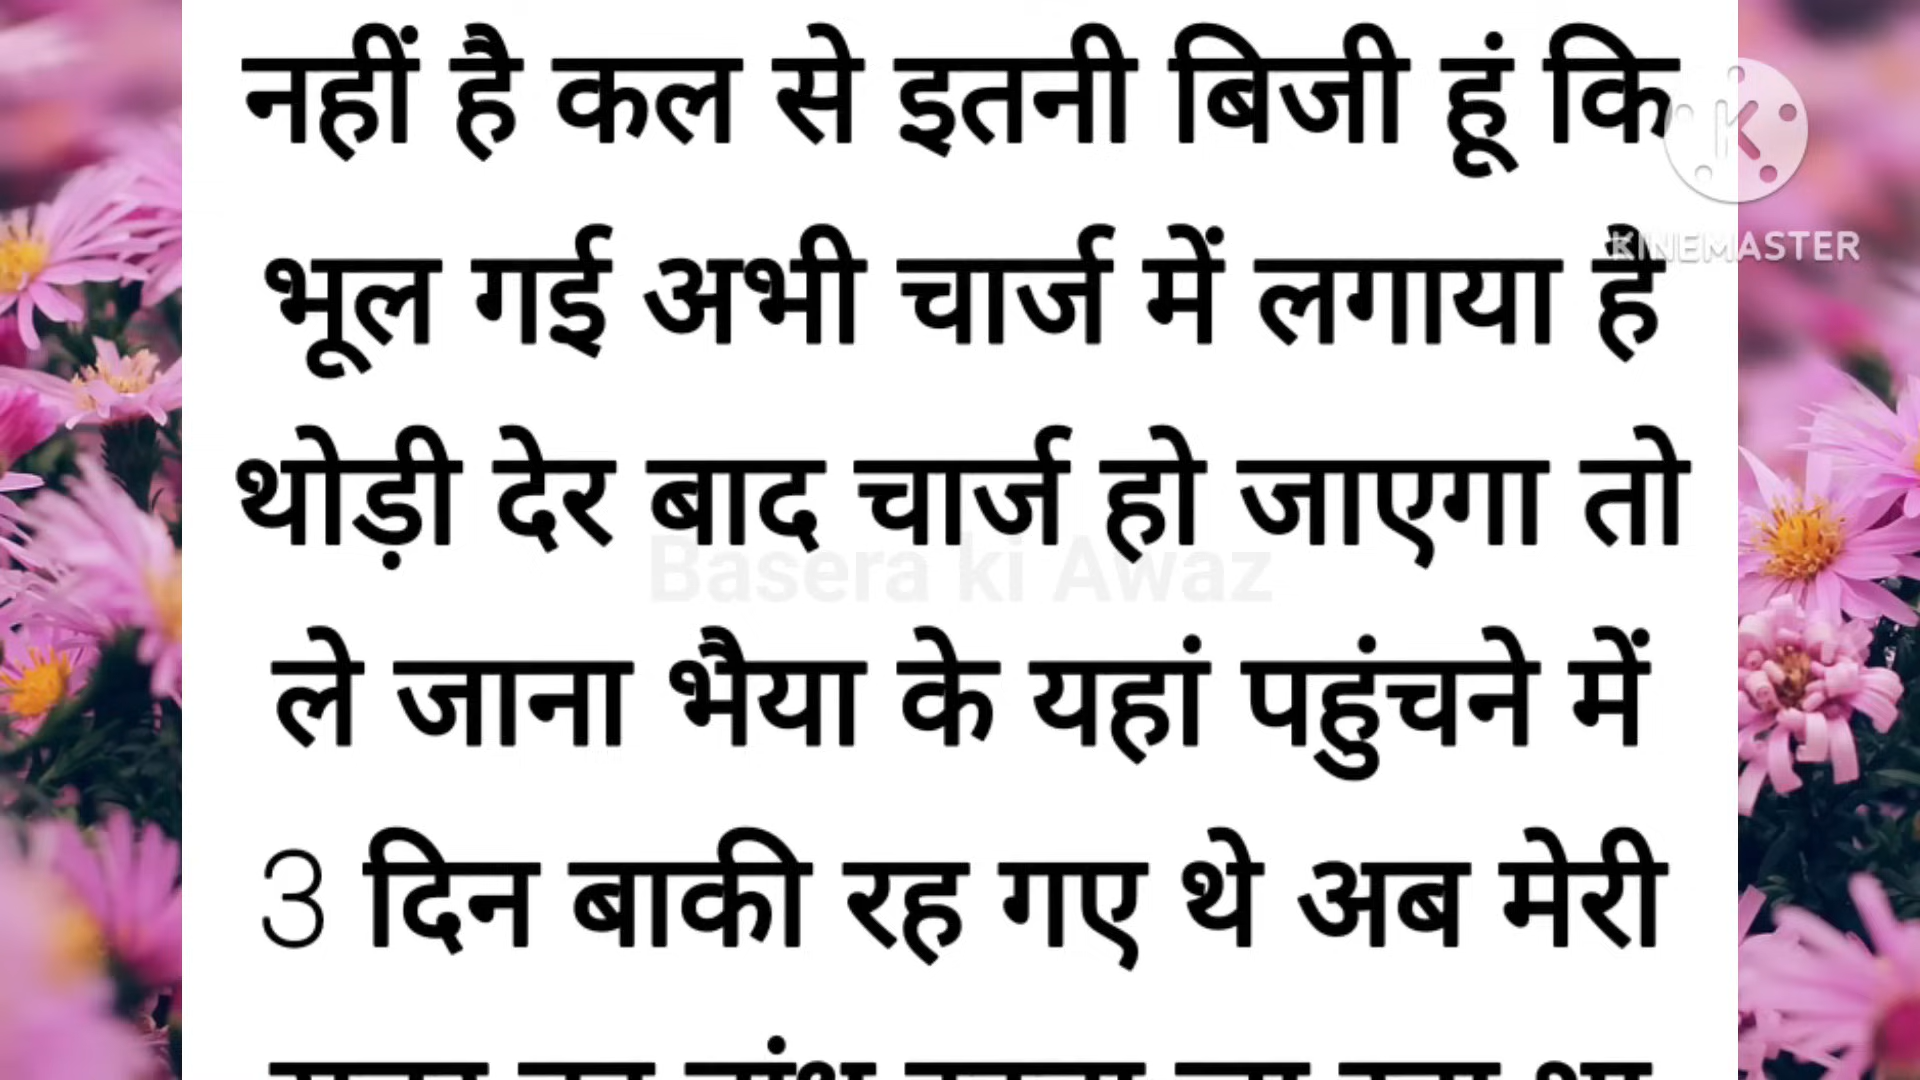 नहीं है कल से इतनी बिजी हूं कि
KINEMASTER
भूल गई अभी चार्ज में लगाया है
थोड़ी देर बाद चार्ज हो जाएगा तो
Basera ki Awaz
ले जाना भैया के यहां पहुंचने में
3 दिन बाकी रह गए थे अब मेरी